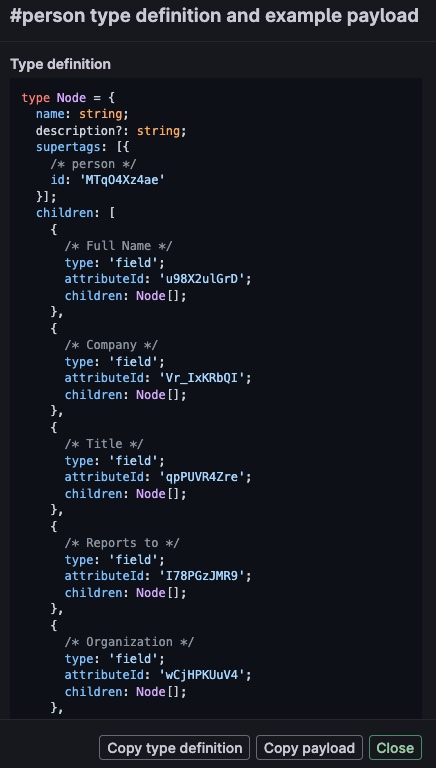 #person type definition and example payload
Type definition
type Node = {
  name: string;
  description?: string;
  supertags: [{
    /* person */
    id: 'MTqO4Xz4ae'
  }];
  children: [
    {
      /* Full Name */
      type: 'field';
      attributeId: 'u98X2ulGrD';
      children: Node[];
    },
    {
      /* Company */
      type: 'field';
      attributeId: 'Vr_IxKRbQI';
      children: Node[];
    },
    {
      /* Title */
      type: 'field';
      attributeId: 'qpPUVR4Zre';
      children: Node[];
    },
    {
      /* Reports to */
      type: 'field';
      attributeId: 'I78PGzJMR9';
      children: Node[];
    },
    {
      /* Organization */
      type: 'field';
      attributeId: 'wCjHPKUuV4';
      children: Node[];
    },
Copy type definition
Copy payload
Close